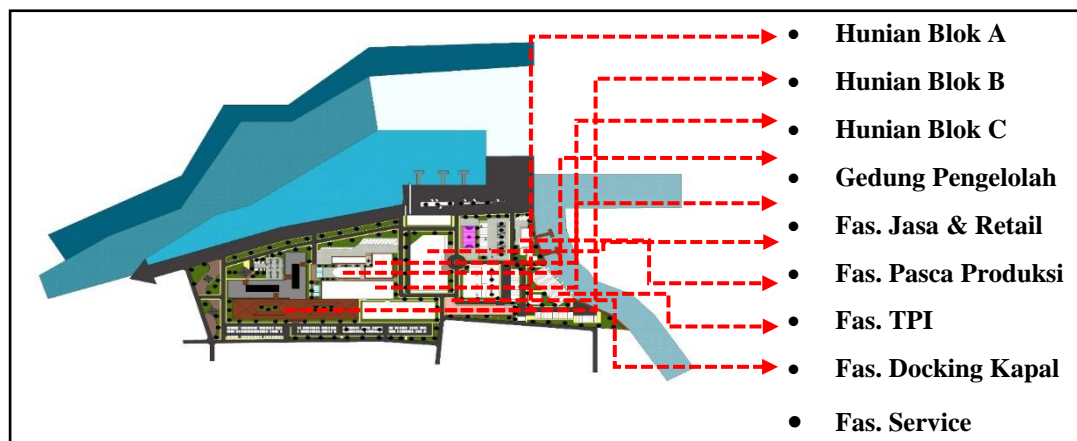 • Hunian Blok A
• Hunian Blok B
• Hunian Blok C
• Gedung Pengelolah
• Fas. Jasa & Retail
• Fas. Pasca Produksi
• Fas. TPI
• Fas. Docking Kapal
• Fas. Service